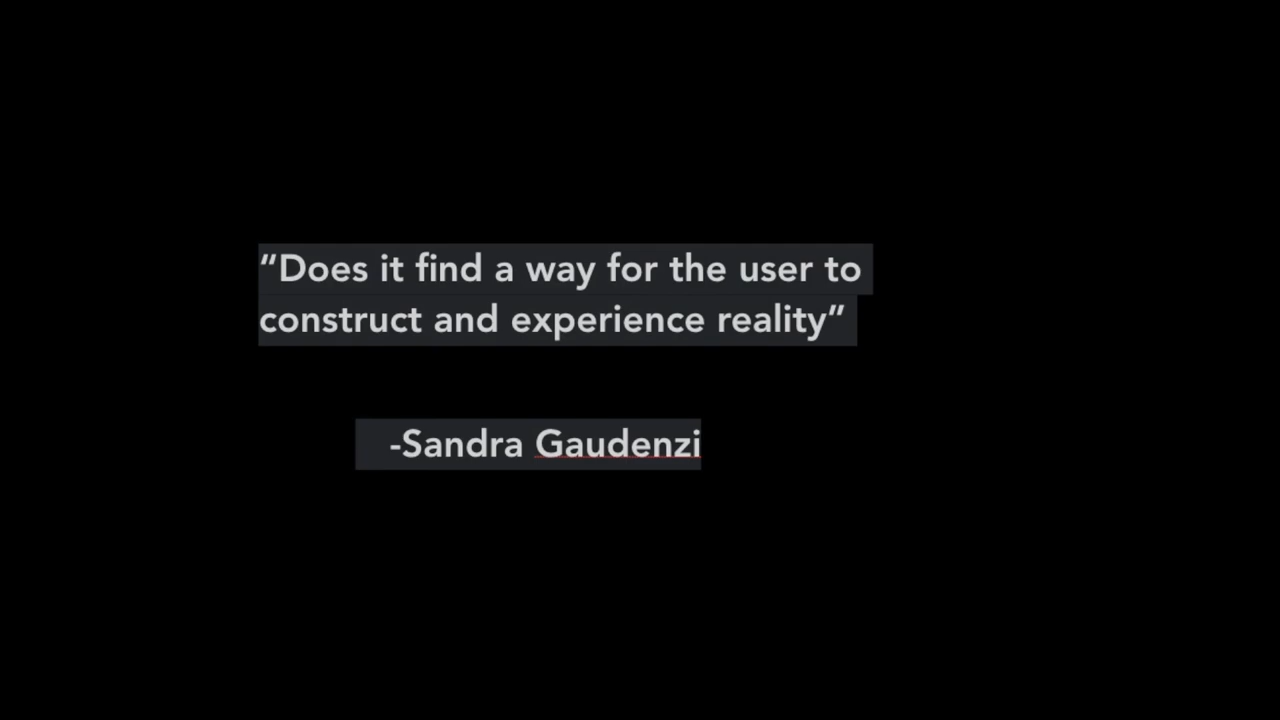 “Does it find a way for the user to
construct and experience reality”
-Sandra Gaudenzi